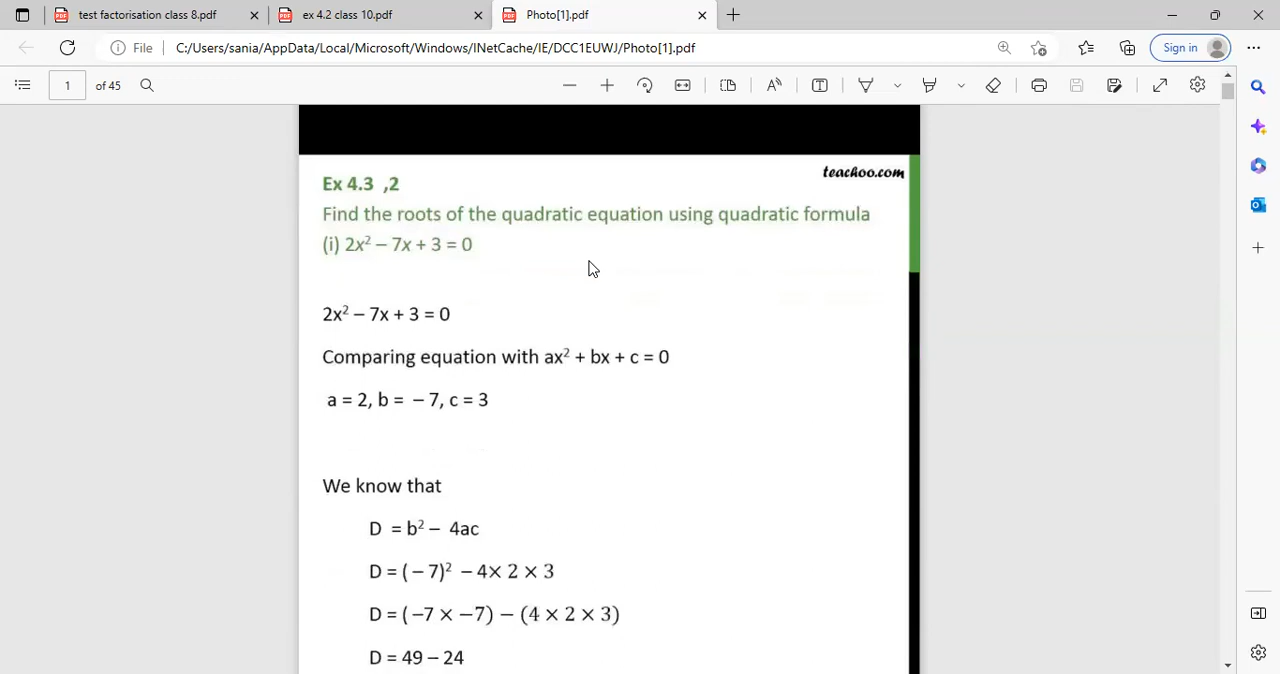 test factorisation class 8.pdf
ex 4.2 class 10.pdf
Photo[1].pdf
File
C:/Users/sania/AppData/Local/Microsoft/Windows/INetCache/IE/DCC1EUWJ/Photo[1].pdf
Sign in
1 of 45
teachoo.com
Ex 4.3 ,2
Find the roots of the quadratic equation using quadratic formula
(i) 2x² – 7x + 3 = 0
2x² – 7x + 3 = 0
Comparing equation with ax² + bx + c = 0
a = 2, b = – 7, c = 3
We know that
D = b² – 4ac
D = (– 7)² – 4× 2 × 3
D = (–7 × –7) – (4 × 2 × 3)
D = 49 – 24